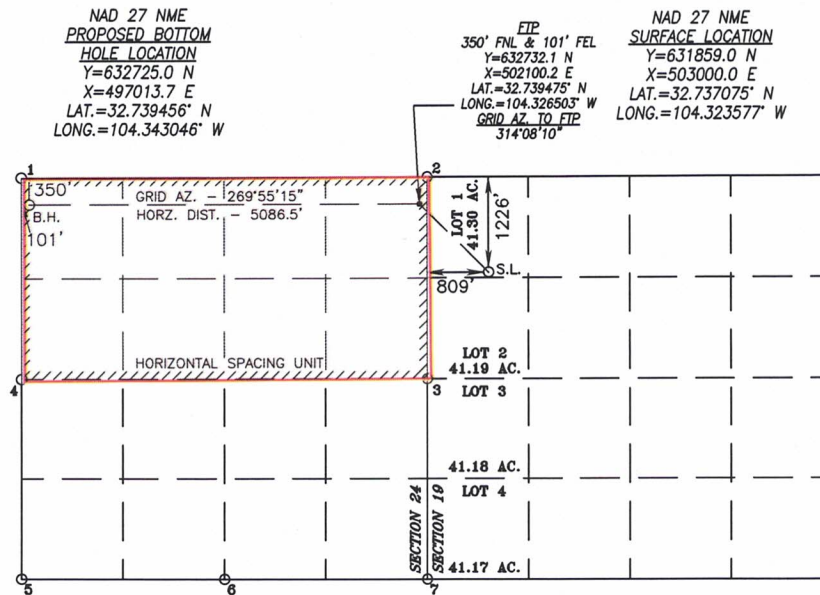 NAD 27 NME
PROPOSED BOTTOM
HOLE LOCATION
Y=632725.0 N
X=497013.7 E
LAT.=32.739456° N
LONG.=104.343046° W
FTP
350' FNL & 101' FEL
Y=632732.1 N
X=502100.2 E
LAT.=32.739475° N
LONG.=104.326503° W
GRID AZ. TO FTP
314°08'10"
NAD 27 NME
SURFACE LOCATION
Y=631859.0 N
X=503000.0 E
LAT.=32.737075° N
LONG.=104.323577° W
1
2
350'
GRID AZ. - 269°55'15"
HORZ. DIST. - 5086.5'
B.H.
101'
LOT 1
41.30 AC.
1226'
S.L.
809'
HORIZONTAL SPACING UNIT
LOT 2
41.19 AC.
4
3
LOT 3
41.18 AC.
LOT 4
SECTION 24
SECTION 19
41.17 AC.
5
6
7